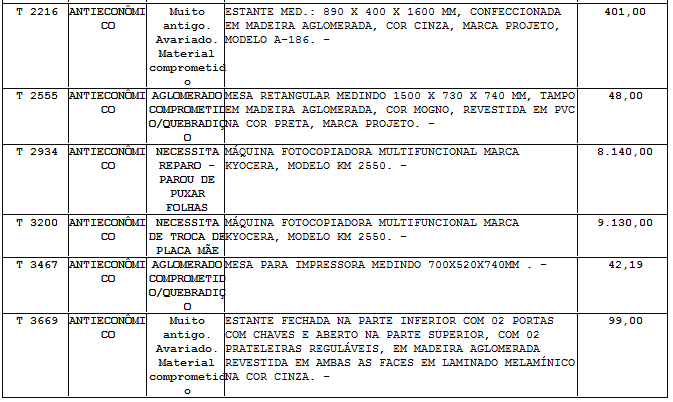 T 2216 ANTIECONÔMI Muito ESTANTE MED.: 890 X 400 X 1600 MM, CONFECCIONADA 401,00
CO antigo. EM MADEIRA AGLOMERADA, COR CINZA, MARCA PROJETO,
Avariado. MODELO A-186. -
Material
comprometid
o
T 2555 ANTIECONÔMI AGLOMERADO MESA RETANGULAR MEDINDO 1500 X 730 X 740 MM, TAMPO 48,00
CO COMPROMETID EM MADEIRA AGLOMERADA, COR MOGNO, REVESTIDA EM PVC
O/QUEBRADIÇ NA COR PRETA, MARCA PROJETO. -
O
T 2934 ANTIECONÔMI NECESSITA MÁQUINA FOTOCOPIADORA MULTIFUNCIONAL MARCA 8.140,00
CO REPARO - KYOCERA, MODELO KM 2550. -
PAROU DE
PUXAR
FOLHAS
T 3200 ANTIECONÔMI NECESSITA MÁQUINA FOTOCOPIADORA MULTIFUNCIONAL MARCA 9.130,00
CO DE TROCA DE KYOCERA, MODELO KM 2550. -
PLACA MÃE
T 3467 ANTIECONÔMI AGLOMERADO MESA PARA IMPRESSORA MEDINDO 700X520X740MM . - 42,19
CO COMPROMETID
O/QUEBRADIÇ
O
T 3669 ANTIECONÔMI Muito ESTANTE FECHADA NA PARTE INFERIOR COM 02 PORTAS 99,00
CO antigo. COM CHAVES E ABERTO NA PARTE SUPERIOR, COM 02
Avariado. PRATELEIRAS REGULÁVEIS, EM MADEIRA AGLOMERADA
Material REVESTIDA EM AMBAS AS FACES EM LAMINADO MELAMÍNICO
comprometid NA COR CINZA. -
o